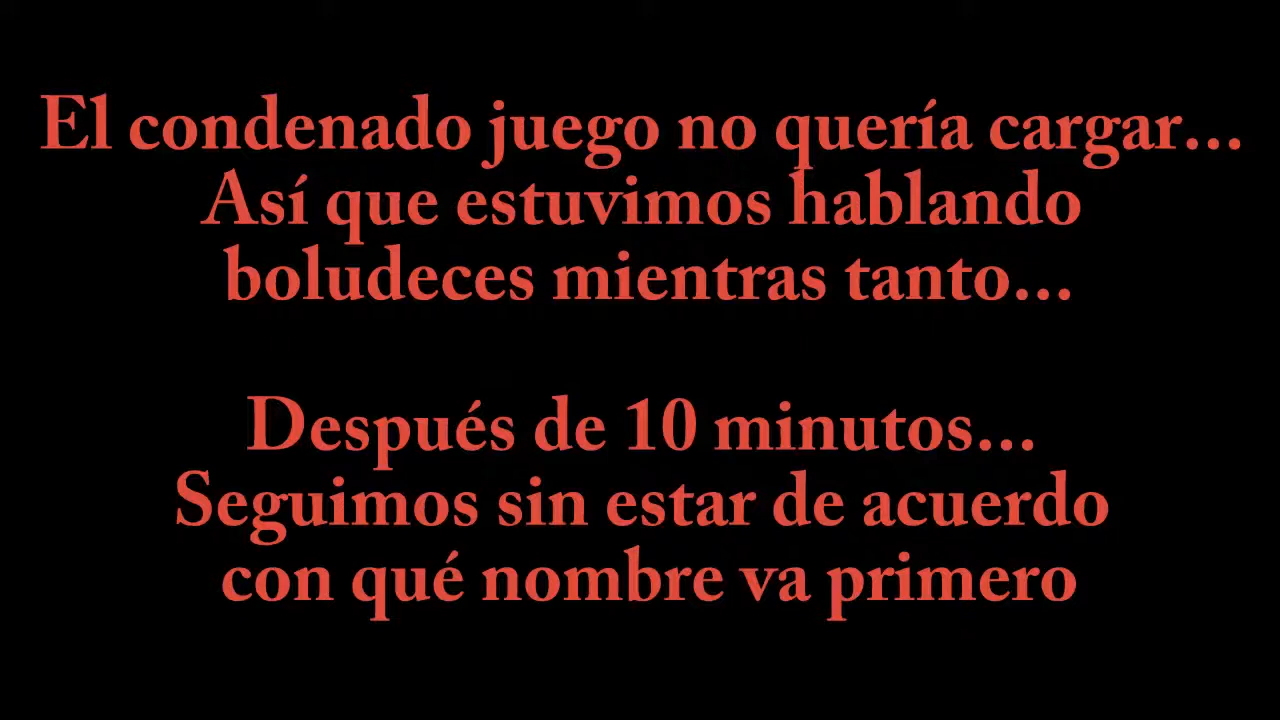 El condenado juego no quería cargar...
Así que estuvimos hablando
boludeces mientras tanto...
Después de 10 minutos...
Seguimos sin estar de acuerdo
con qué nombre va primero